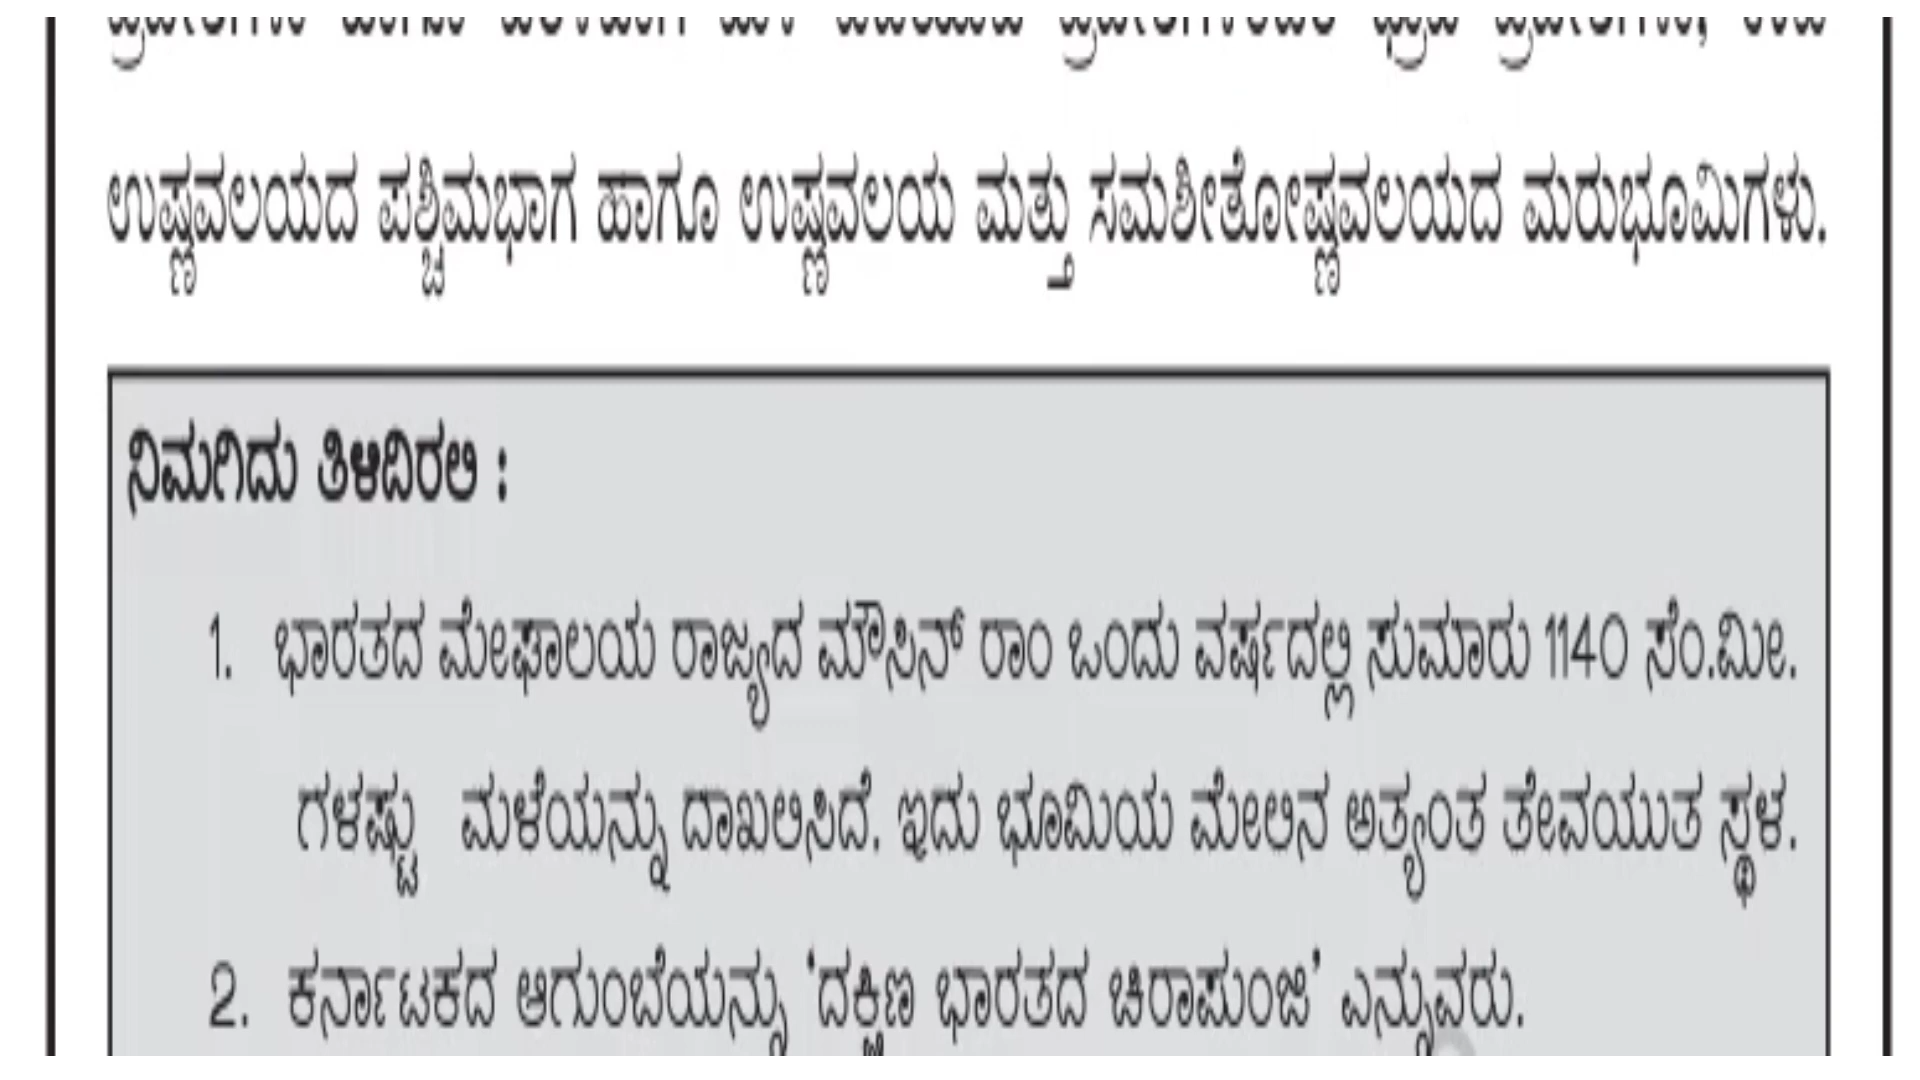 ಉಷ್ಣವಲಯದ ಪಶ್ಚಿಮಭಾಗ ಹಾಗೂ ಉಷ್ಣವಲಯ ಮತ್ತು ಸಮಶೀತೋಷ್ಣವಲಯದ ಮರುಭೂಮಿಗಳು.
ನಿಮಗಿದು ತಿಳಿದಿರಲಿ :
1. ಭಾರತದ ಮೇಘಾಲಯ ರಾಜ್ಯದ ಮೌಸಿನ್ ರಾಂ ಒಂದು ವರ್ಷದಲ್ಲಿ ಸುಮಾರು 1140 ಸೆಂ.ಮೀ.
ಗಳಷ್ಟು ಮಳೆಯನ್ನು ದಾಖಲಿಸಿದೆ. ಇದು ಭೂಮಿಯ ಮೇಲಿನ ಅತ್ಯಂತ ತೇವಯುತ ಸ್ಥಳ.
2. ಕರ್ನಾಟಕದ ಆಗುಂಬೆಯನ್ನು ‘ದಕ್ಷಿಣ ಭಾರತದ ಚಿರಾಪುಂಜಿ’ ಎನ್ನುವರು.